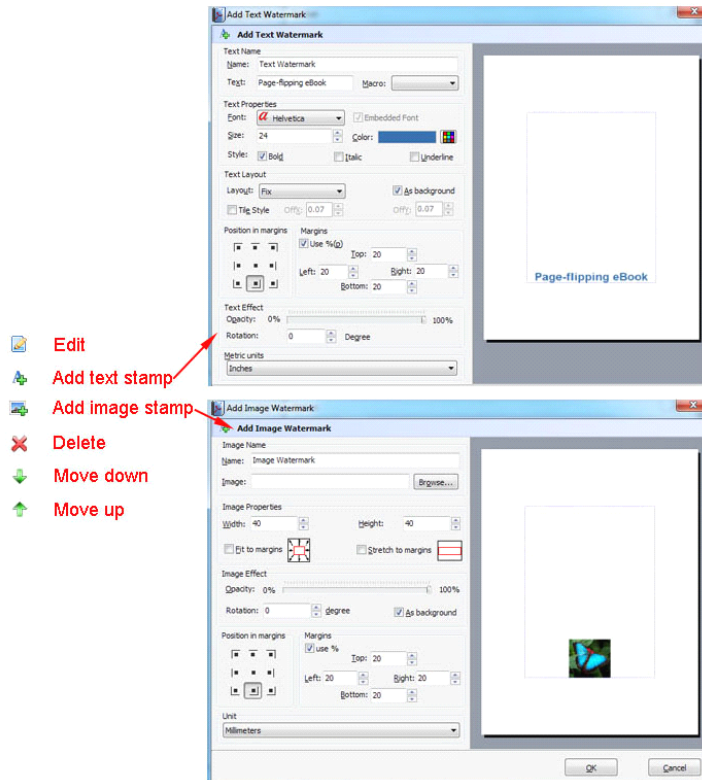 Add Text Watermark
Add Text Watermark
Text Name
Name: Text Watermark
Text: Page-flipping eBook Macro:
Text Properties
Font: a Helvetica Embedded Font
Size: 24 Color:
Style: Bold Italic Underline
Text Layout
Layout: Fix As background
Tile Style OffX: 0.07 OffY: 0.07
Position in margins Margins
Use %(p)
Top: 20
Left: 20 Right: 20
Bottom: 20
Page-flipping eBook
Text Effect
Opacity: 0% 100%
Rotation: 0 Degree
Metric units
Inches
Edit
Add text stamp
Add image stamp
Delete
Move down
Move up
Add Image Watermark
Add Image Watermark
Image Name
Name: Image Watermark
Image: Browse...
Image Properties
Width: 40 Height: 40
Fit to margins Stretch to margins
Image Effect
Opacity: 0% 100%
Rotation: 0 degree As background
Position in margins Margins
use %
Top: 20
Left: 20 Right: 20
Bottom: 20
Unit
Millimeters
OK Cancel